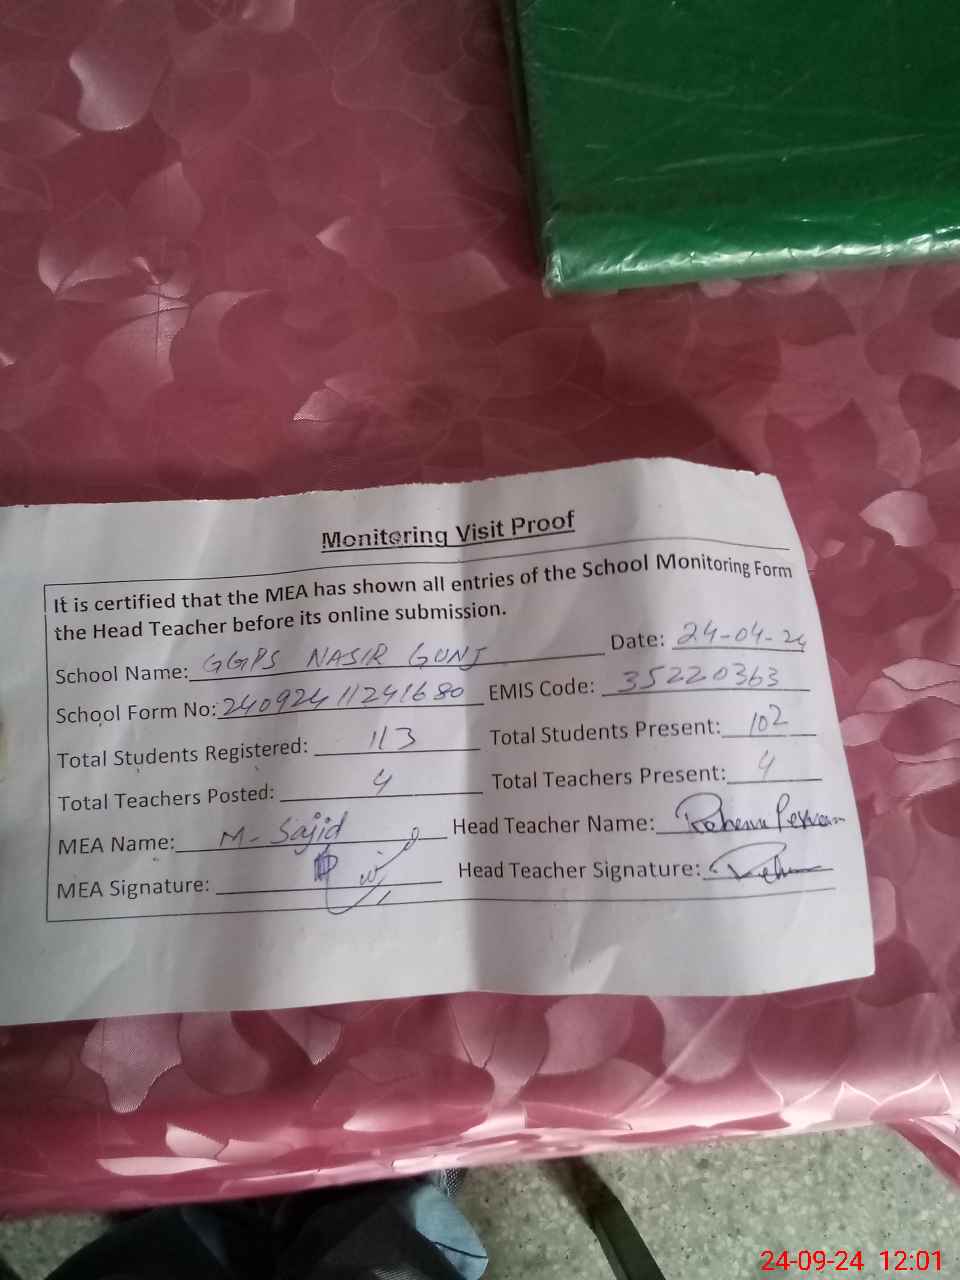 Monitoring Visit Proof
It is certified that the MEA has shown all entries of the School Monitoring Form
the Head Teacher before its online submission.
School Name: GGPS NASIR GUNJ Date: 24-04-24
School Form No: 24092411241680 EMIS Code: 35220363
Total Students Registered: 113 Total Students Present: 102
Total Teachers Posted: 4 Total Teachers Present: 4
MEA Name: M-Sajid Head Teacher Name:
MEA Signature: Head Teacher Signature:
24-09-24 12:01